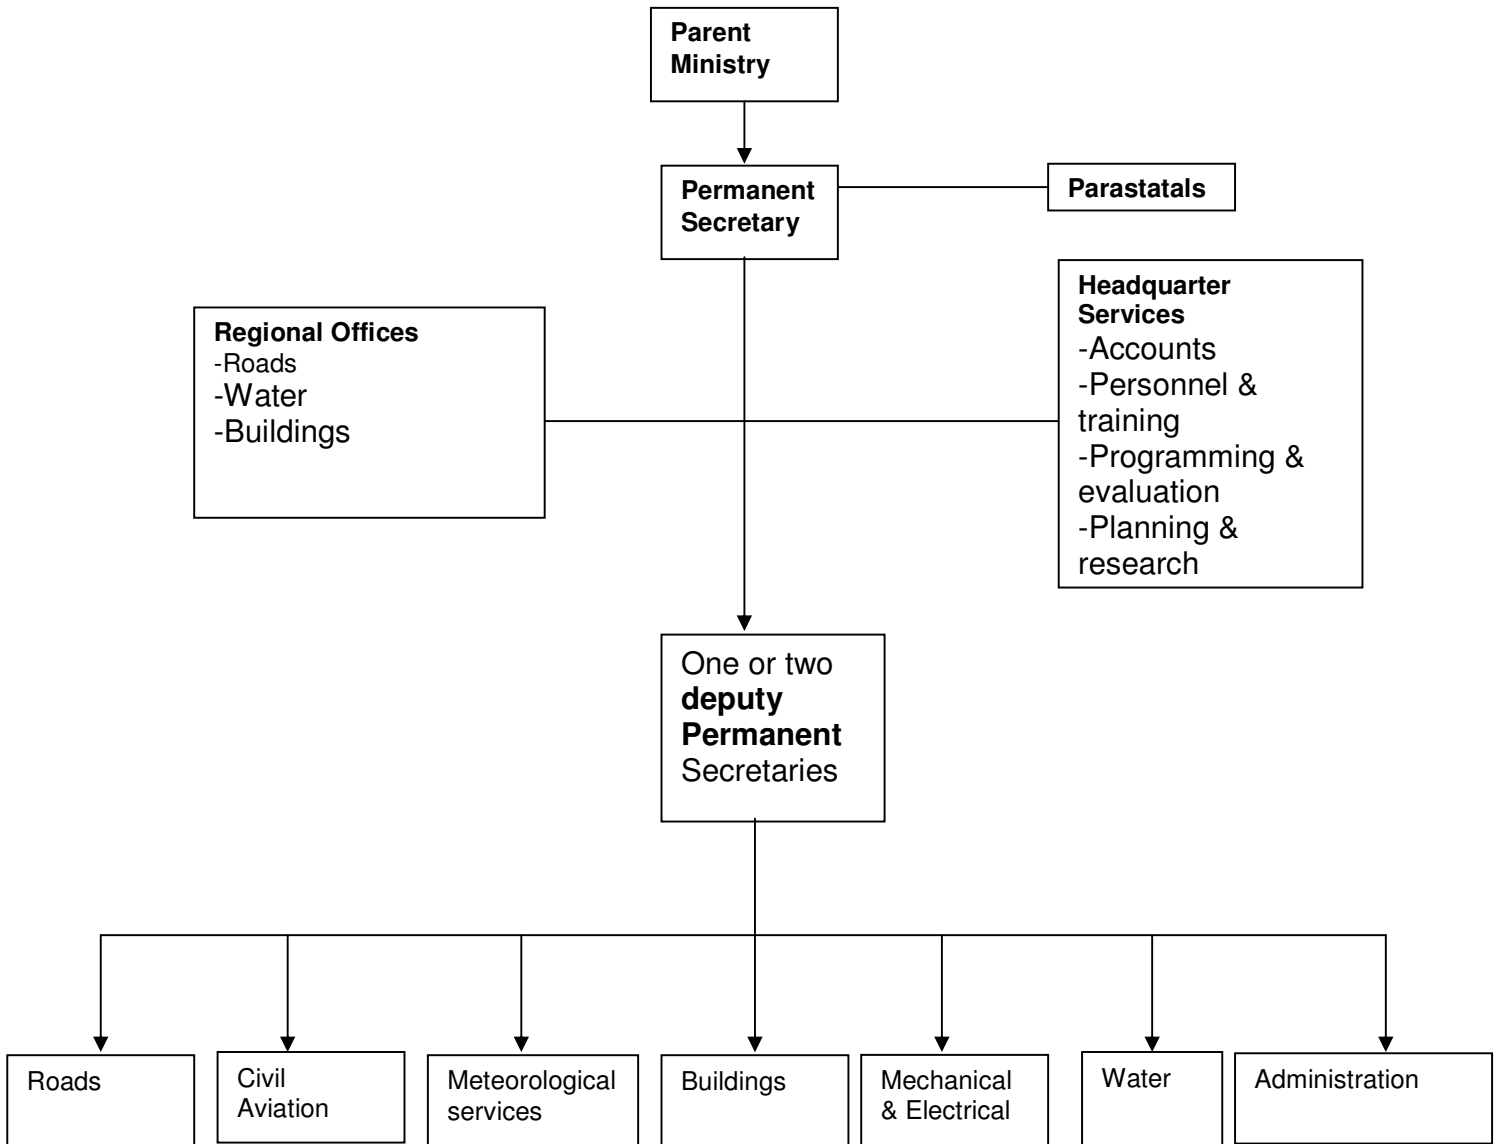 Parent
Ministry
Permanent
Secretary
Parastatals
Regional Offices
-Roads
-Water
-Buildings
Headquarter
Services
-Accounts
-Personnel &
training
-Programming &
evaluation
-Planning &
research
One or two
deputy
Permanent
Secretaries
Roads
Civil
Aviation
Meteorological
services
Buildings
Mechanical
& Electrical
Water
Administration